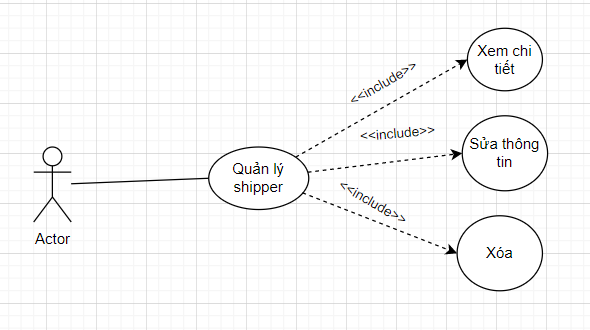 Xem chi
tiết
<<include>>
<<include>>
Sửa thông
tin
Quản lý
shipper
<<include>>
Actor
Xóa